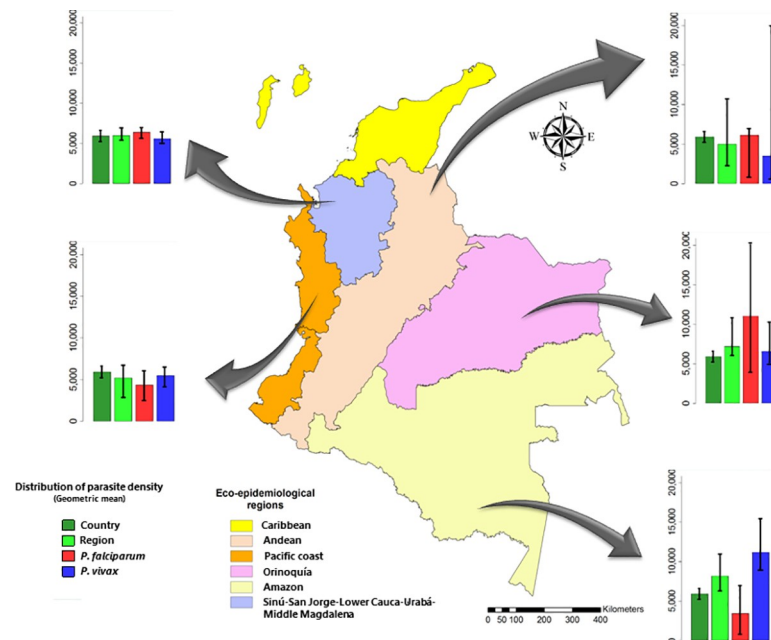 20,000
15,000
10,000
5,000
0
20,000
15,000
10,000
5,000
0
N
W E
S
20,000
15,000
10,000
5,000
0
20,000
15,000
10,000
5,000
0
Distribution of parasite density
(Geometric mean)
Country
Region
P. falciparum
P. vivax
Eco-epidemiological
regions
Caribbean
Andean
Pacific coast
Orinoquía
Amazon
Sinú-San Jorge-Lower Cauca-Urabá-
Middle Magdalena
20,000
15,000
10,000
5,000
0
Kilometers
0 50 100 200 300 400